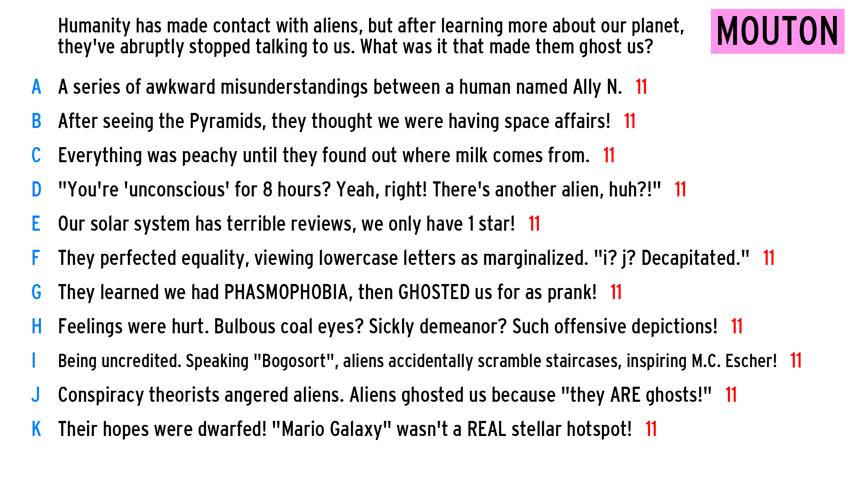 Humanity has made contact with aliens, but after learning more about our planet,
they've abruptly stopped talking to us. What was it that made them ghost us?
MOUTON
A A series of awkward misunderstandings between a human named Ally N. 11
B After seeing the Pyramids, they thought we were having space affairs! 11
C Everything was peachy until they found out where milk comes from. 11
D "You're 'unconscious' for 8 hours? Yeah, right! There's another alien, huh?!" 11
E Our solar system has terrible reviews, we only have 1 star! 11
F They perfected equality, viewing lowercase letters as marginalized. "i? j? Decapitated." 11
G They learned we had PHASMOPHOBIA, then GHOSTED us for as prank! 11
H Feelings were hurt. Bulbous coal eyes? Sickly demeanor? Such offensive depictions! 11
I Being uncredited. Speaking "Bogosort", aliens accidentally scramble staircases, inspiring M.C. Escher! 11
J Conspiracy theorists angered aliens. Aliens ghosted us because "they ARE ghosts!" 11
K Their hopes were dwarfed! "Mario Galaxy" wasn't a REAL stellar hotspot! 11